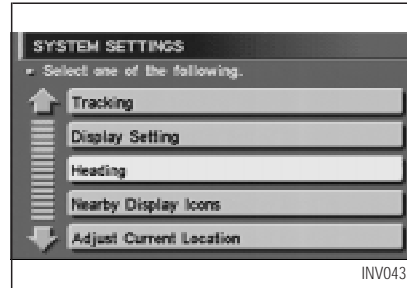 SYSTEM SETTINGS
Select one of the following.
Tracking
Display Setting
Heading
Nearby Display Icons
Adjust Current Location
INV043